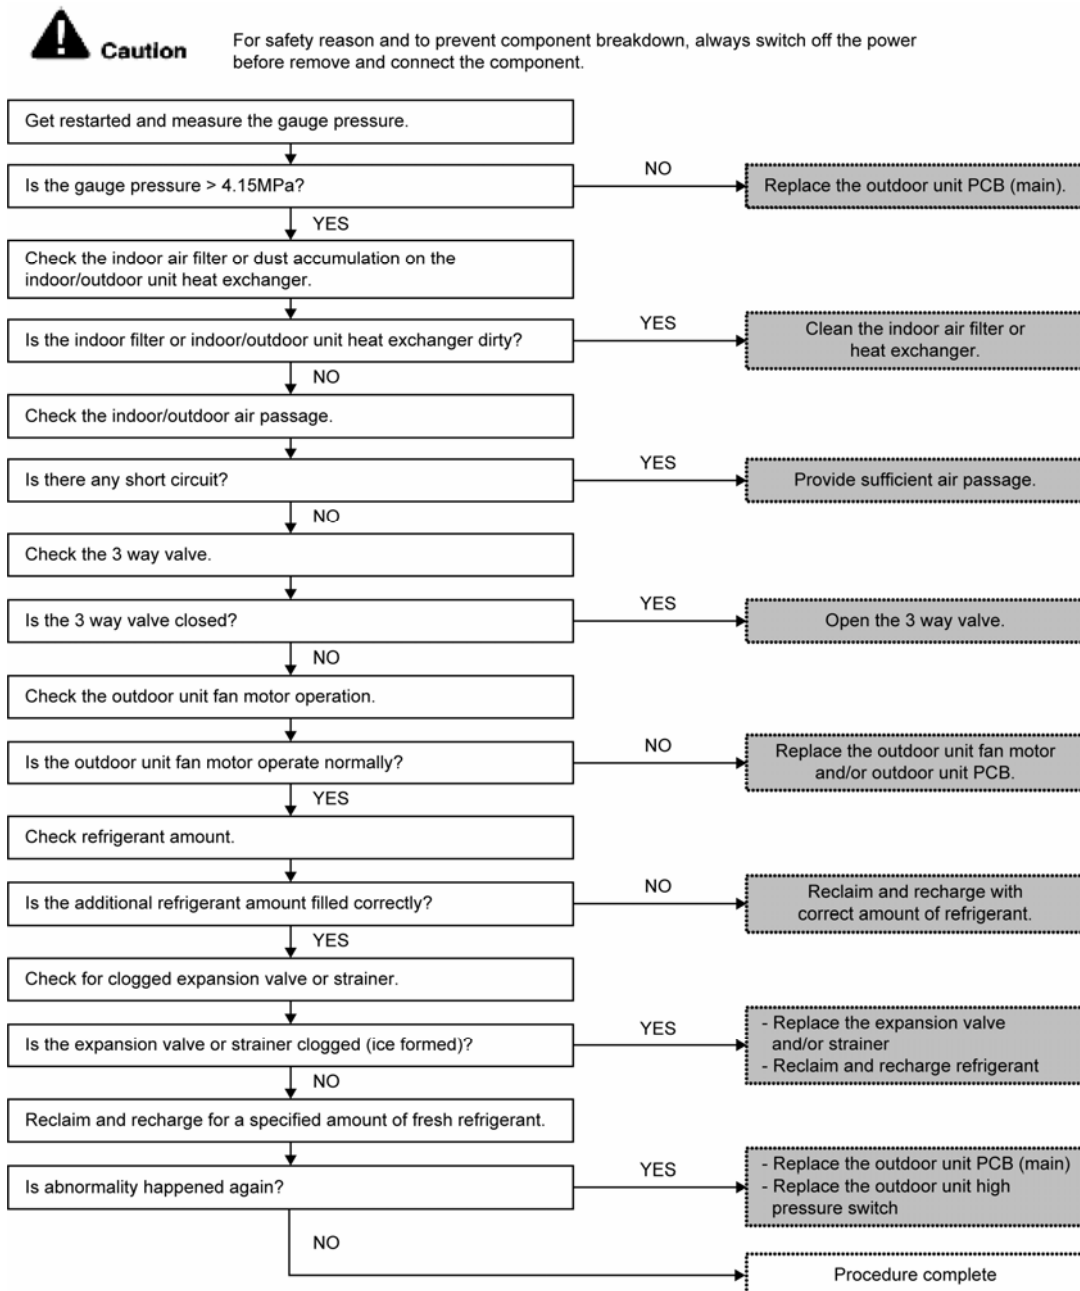 Caution
For safety reason and to prevent component breakdown, always switch off the power
before remove and connect the component.
Get restarted and measure the gauge pressure.
Is the gauge pressure > 4.15MPa?
NO
Replace the outdoor unit PCB (main).
YES
Check the indoor air filter or dust accumulation on the
indoor/outdoor unit heat exchanger.
Is the indoor filter or indoor/outdoor unit heat exchanger dirty?
YES
Clean the indoor air filter or
heat exchanger.
NO
Check the indoor/outdoor air passage.
Is there any short circuit?
YES
Provide sufficient air passage.
NO
Check the 3 way valve.
Is the 3 way valve closed?
YES
Open the 3 way valve.
NO
Check the outdoor unit fan motor operation.
Is the outdoor unit fan motor operate normally?
NO
Replace the outdoor unit fan motor
and/or outdoor unit PCB.
YES
Check refrigerant amount.
Is the additional refrigerant amount filled correctly?
NO
Reclaim and recharge with
correct amount of refrigerant.
YES
Check for clogged expansion valve or strainer.
Is the expansion valve or strainer clogged (ice formed)?
YES
- Replace the expansion valve
and/or strainer
- Reclaim and recharge refrigerant
NO
Reclaim and recharge for a specified amount of fresh refrigerant.
Is abnormality happened again?
YES
- Replace the outdoor unit PCB (main)
- Replace the outdoor unit high
pressure switch
NO
Procedure complete